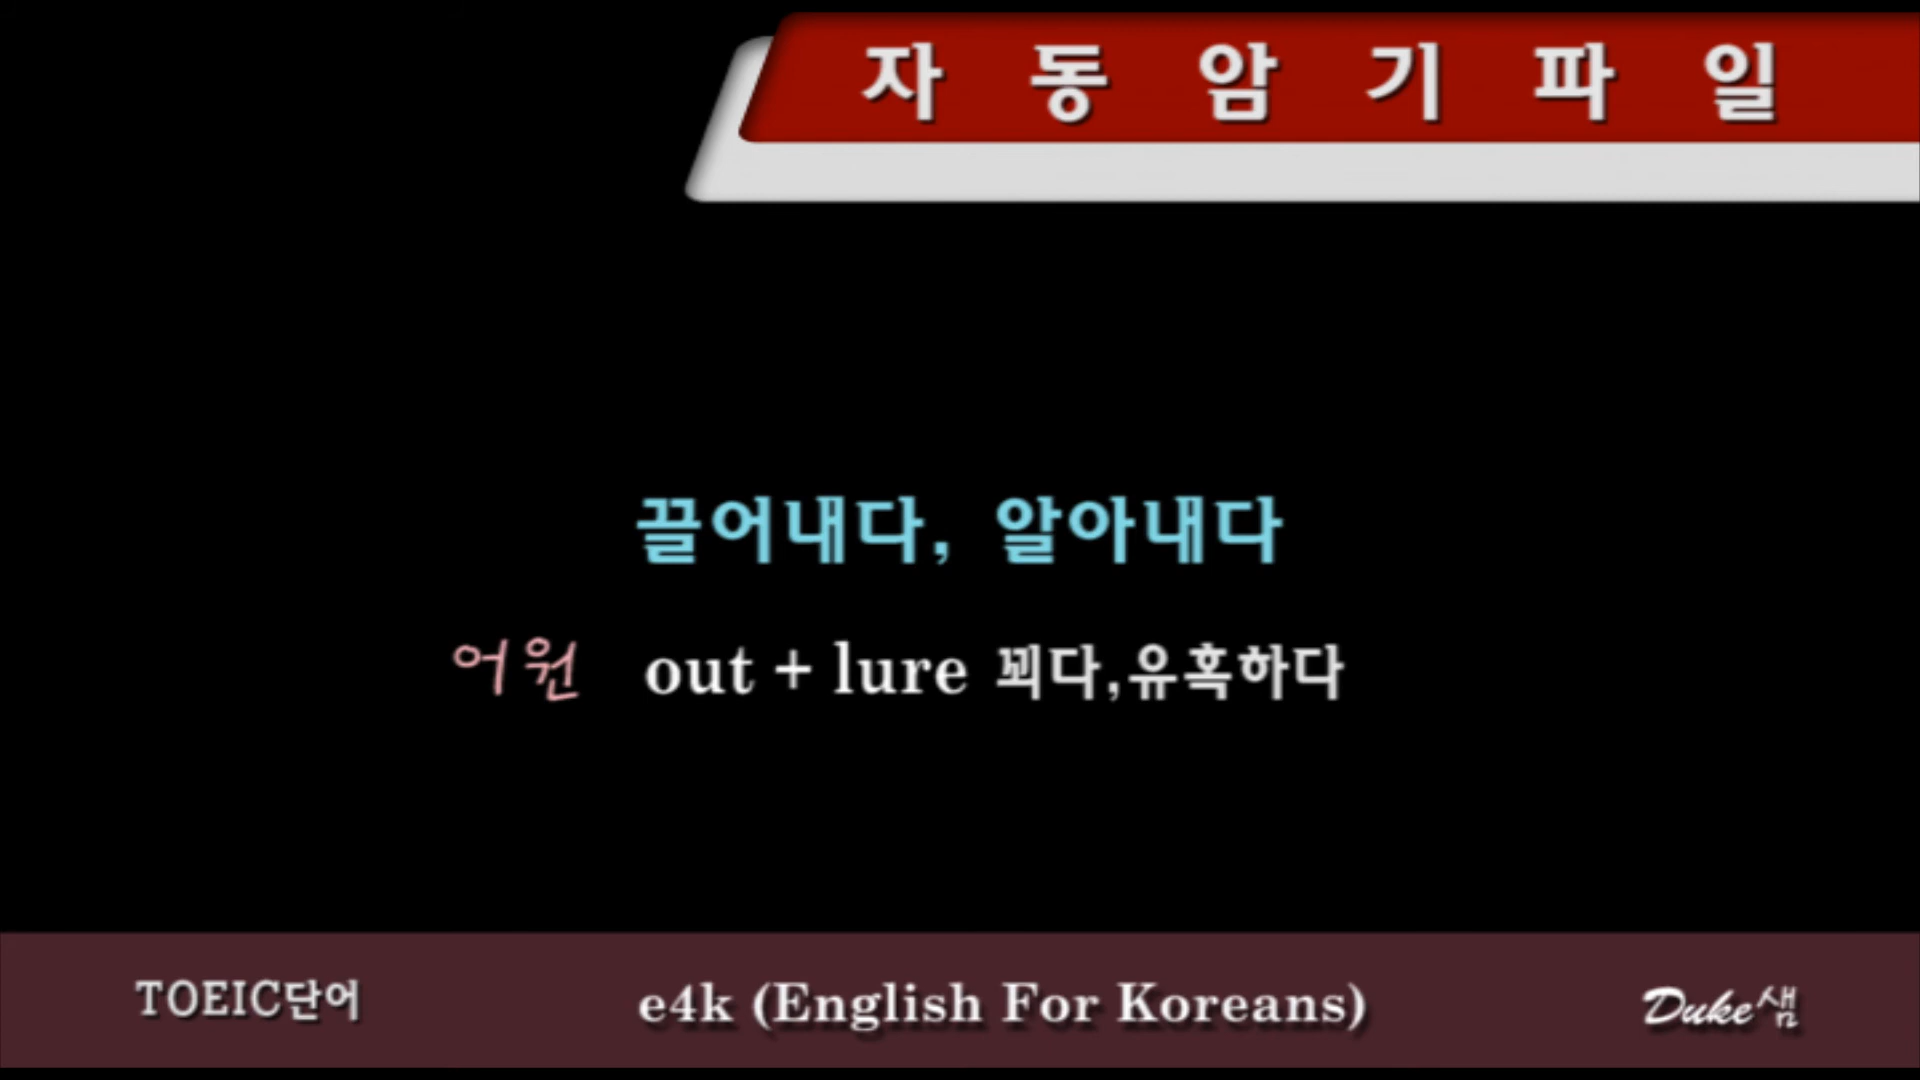 자동암기파일
끌어내다, 알아내다
어원 out + lure 꾀다,유혹하다
TOEIC단어 e4k (English For Koreans) Duke샘